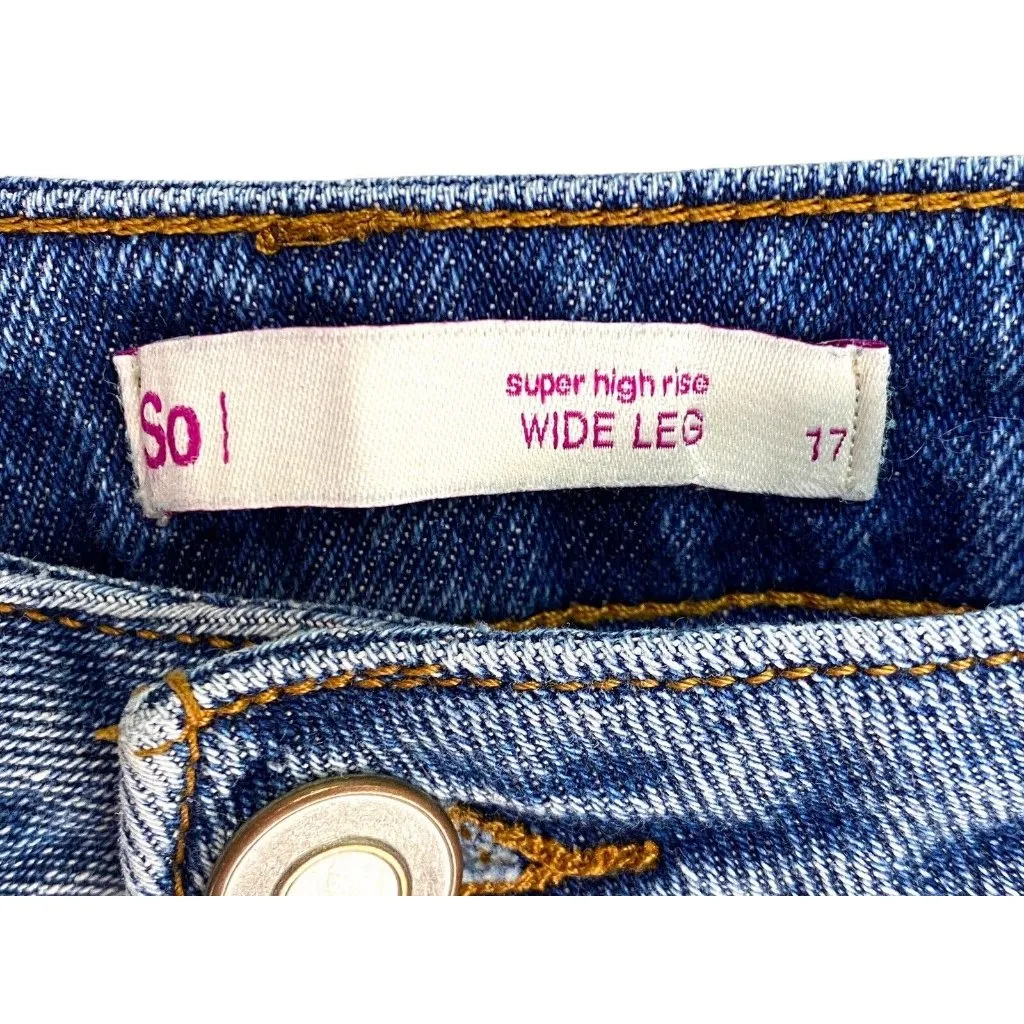 So |
super high rise
WIDE LEG
17